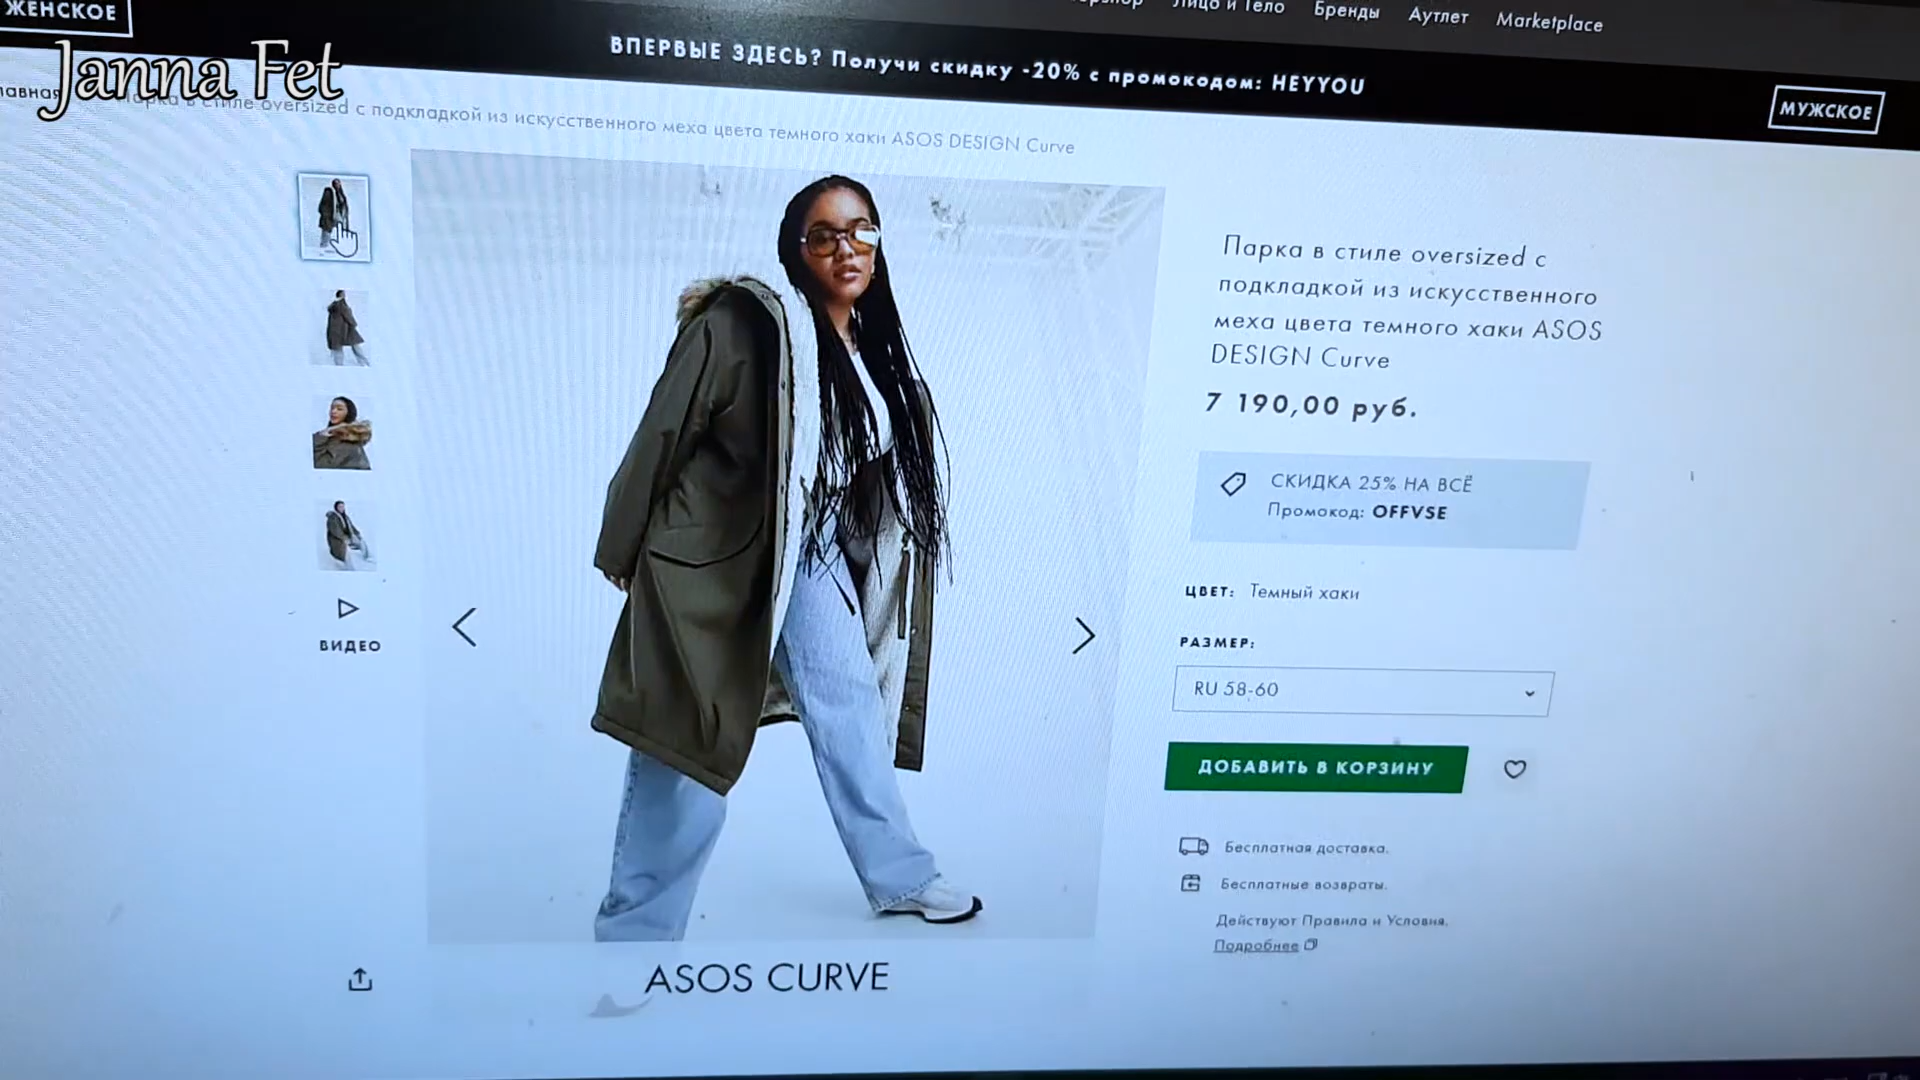 ЖЕНСКОЕ
Лицо и Тело
Бренды
Аутлет
Marketplace
Janna Fet
ВПЕРВЫЕ ЗДЕСЬ? Получи скидку -20% с промокодом: HEYYOU
МУЖСКОЕ
Парка в стиле oversized с подкладкой из искусственного меха цвета темного хаки ASOS DESIGN Curve
Парка в стиле oversized с
подкладкой из искусственного
меха цвета темного хаки ASOS
DESIGN Curve
7 190,00 руб.
СКИДКА 25% НА ВСЁ
Промокод: OFFVSE
ЦВЕТ: Темный хаки
РАЗМЕР:
RU 58-60
ДОБАВИТЬ В КОРЗИНУ
ВИДЕО
Бесплатная доставка.
Бесплатные возвраты.
Действуют Правила и Условия.
Подробнее
ASOS CURVE